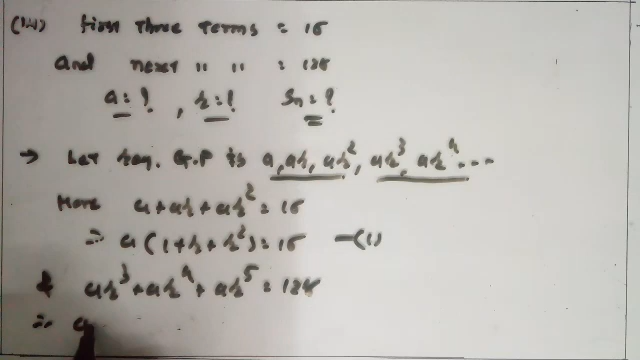 (14) first Three Terms = 16
And next " " = 128
a = ?, r = ? Sn = ?
→ Let req. G.P is a, ar, ar², ar³, ar⁴ ...
Here a + ar + ar² = 16
∴ a(1 + r + r²) = 16 —(1)
& ar³ + ar⁴ + ar⁵ = 128
∴ a